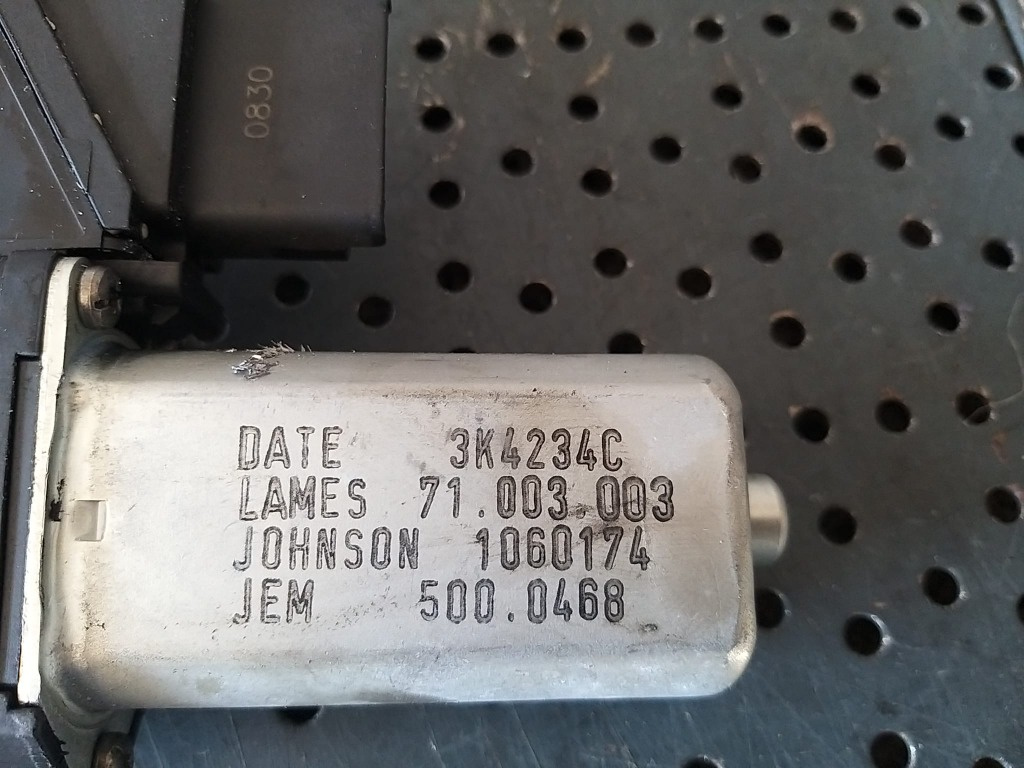 0830
DATE 3K4234C
LAMES 71.003.003
JOHNSON 1060174
JEM 500.0468